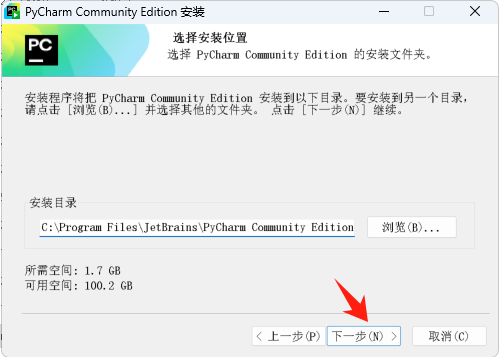 PyCharm Community Edition 安装
PC
选择安装位置
选择 PyCharm Community Edition 的安装文件夹。
安装程序将把 PyCharm Community Edition 安装到以下目录。要安装到另一个目录，
请点击 [浏览(B)...] 并选择其他的文件夹。 点击 [下一步(N)] 继续。
安装目录
C:\Program Files\JetBrains\PyCharm Community Edition
浏览(B)...
所需空间: 1.7 GB
可用空间: 100.2 GB
< 上一步(P)
下一步(N) >
取消(C)